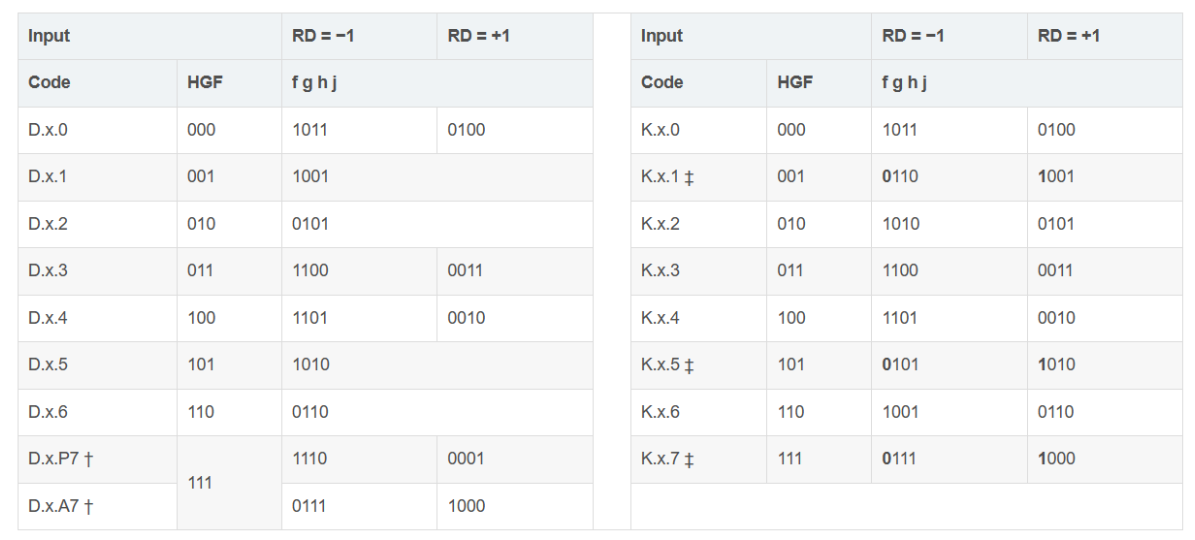 Input RD = −1 RD = +1 Input RD = −1 RD = +1
Code HGF f g h j Code HGF f g h j
D.x.0 000 1011 0100 K.x.0 000 1011 0100
D.x.1 001 1001 K.x.1 ‡ 001 0110 1001
D.x.2 010 0101 K.x.2 010 1010 0101
D.x.3 011 1100 0011 K.x.3 011 1100 0011
D.x.4 100 1101 0010 K.x.4 100 1101 0010
D.x.5 101 1010 K.x.5 ‡ 101 0101 1010
D.x.6 110 0110 K.x.6 110 1001 0110
D.x.P7 † 111 1110 0001 K.x.7 ‡ 111 0111 1000
D.x.A7 † 0111 1000